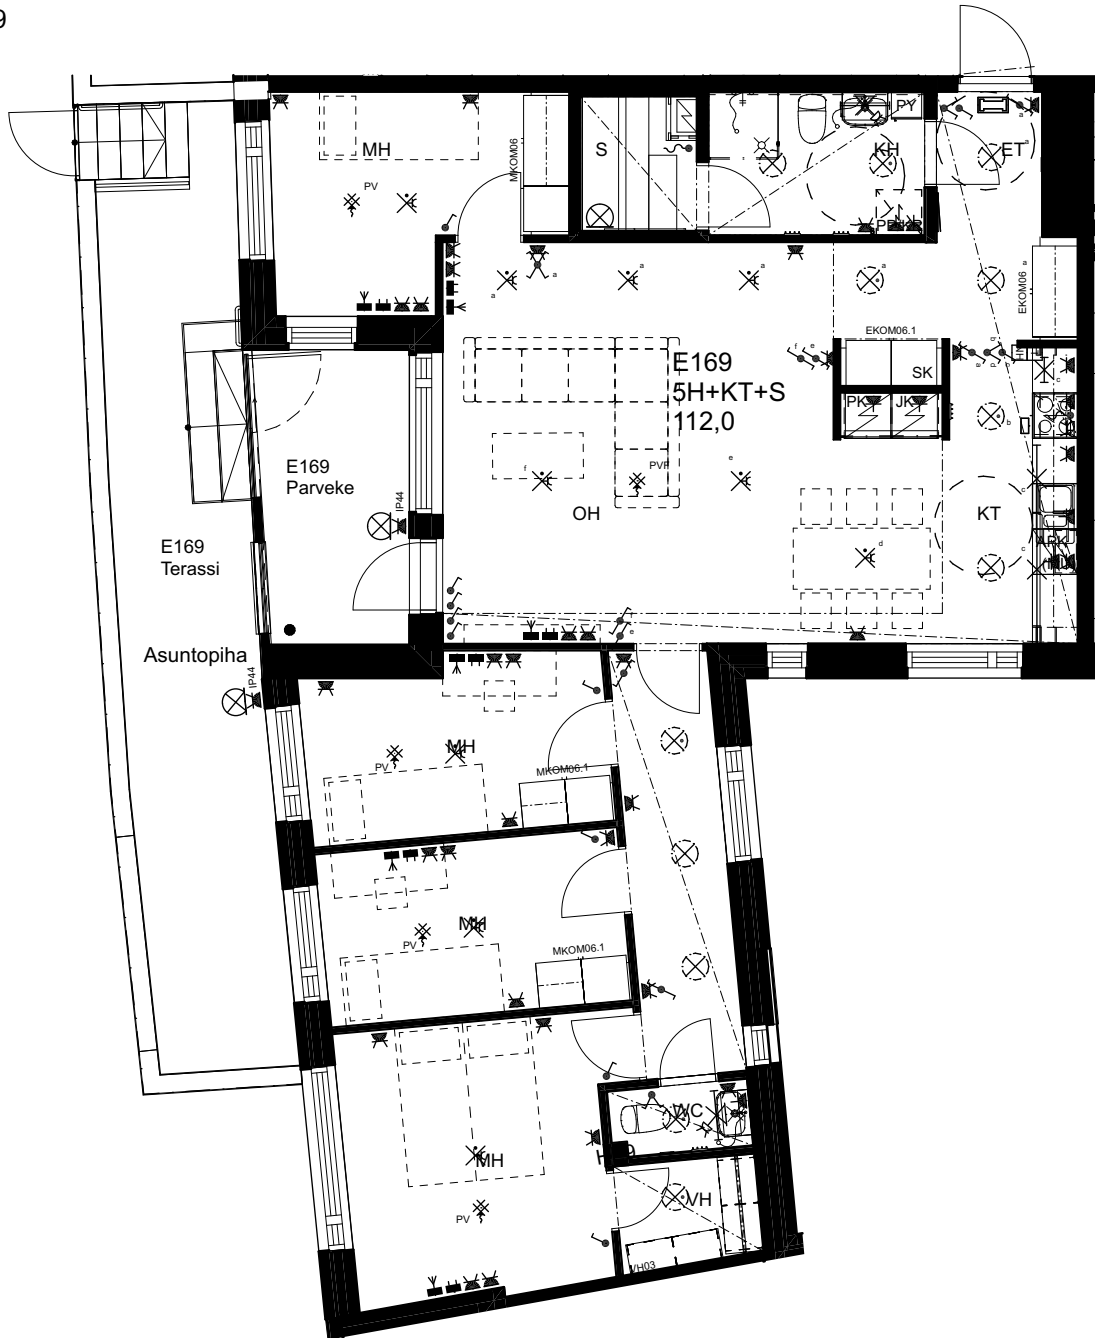 9
MH
PV
MKOM06
S
KH
PY
ET
EKOM06
EKOM06.1
SK
PK
JK
E169
5H+KT+S
112,0
PVP
OH
KT
E169
Parveke
IP44
E169
Terassi
Asuntopiha
IP44
MH
PV
MKOM06.1
MH
PV
MKOM06.1
MH
PV
WC
VH
VH03